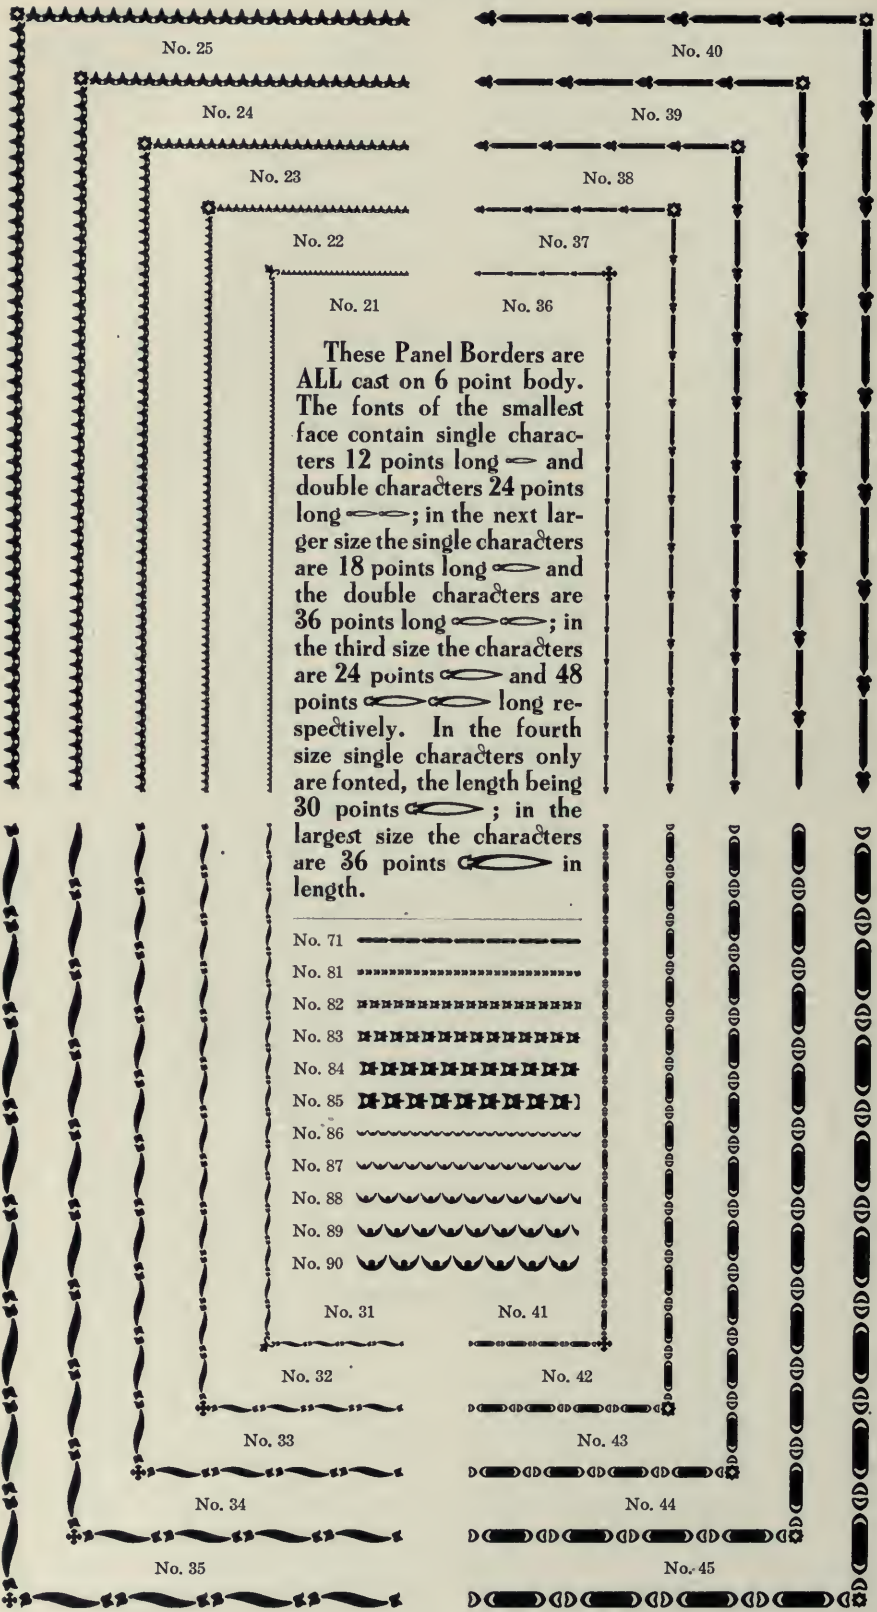 No. 25
No. 40
No. 24
No. 39
No. 23
No. 38
No. 22
No. 37
No. 21
No. 36
These Panel Borders are
ALL cast on 6 point body.
The fonts of the smallest
face contain single charac-
ters 12 points long and
double characters 24 points
long ; in the next lar-
ger size the single characters
are 18 points long and
the double characters are
36 points long ; in
the third size the characters
are 24 points and 48
points long re-
spectively. In the fourth
size single characters only
are fonted, the length being
30 points ; in the
largest size the characters
are 36 points in
length.
No. 71
No. 81
No. 82
No. 83
No. 84
No. 85
No. 86
No. 87
No. 88
No. 89
No. 90
No. 31
No. 41
No. 32
No. 42
No. 33
No. 43
No. 34
No. 44
No. 35
No. 45